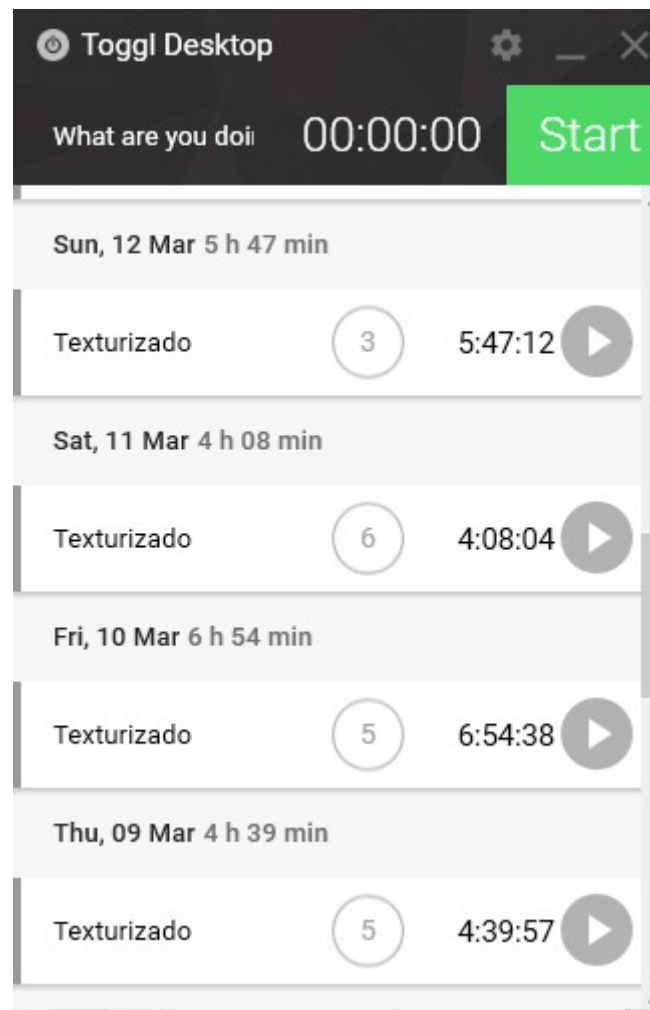 Toggl Desktop
What are you doi 00:00:00 Start
Sun, 12 Mar 5 h 47 min
Texturizado 3 5:47:12
Sat, 11 Mar 4 h 08 min
Texturizado 6 4:08:04
Fri, 10 Mar 6 h 54 min
Texturizado 5 6:54:38
Thu, 09 Mar 4 h 39 min
Texturizado 5 4:39:57